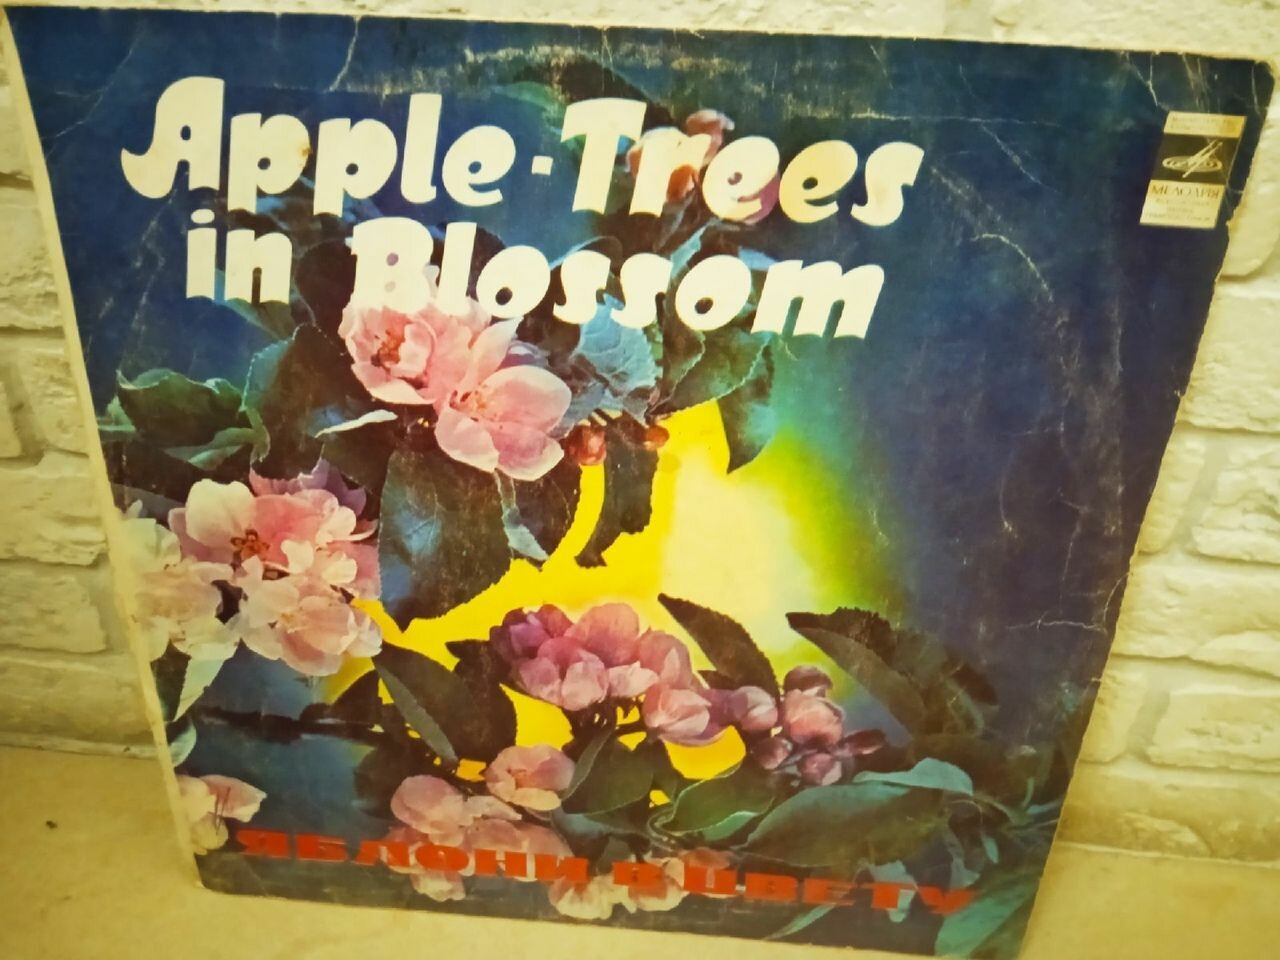 Apple-Trees
in Blossom
МЕЛОДИЯ
ЯБЛОНИ В ЦВЕТУ